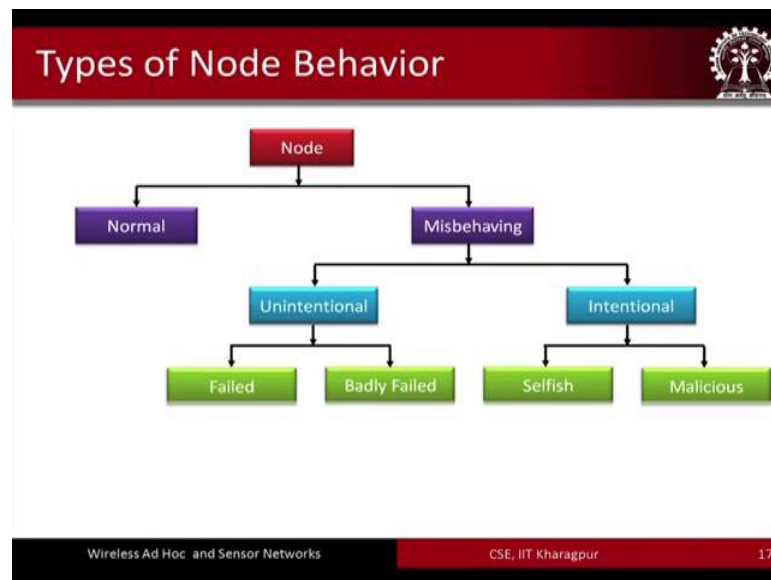 Types of Node Behavior
Node
Normal
Misbehaving
Unintentional
Intentional
Failed
Badly Failed
Selfish
Malicious
Wireless Ad Hoc and Sensor Networks
CSE, IIT Kharagpur
17